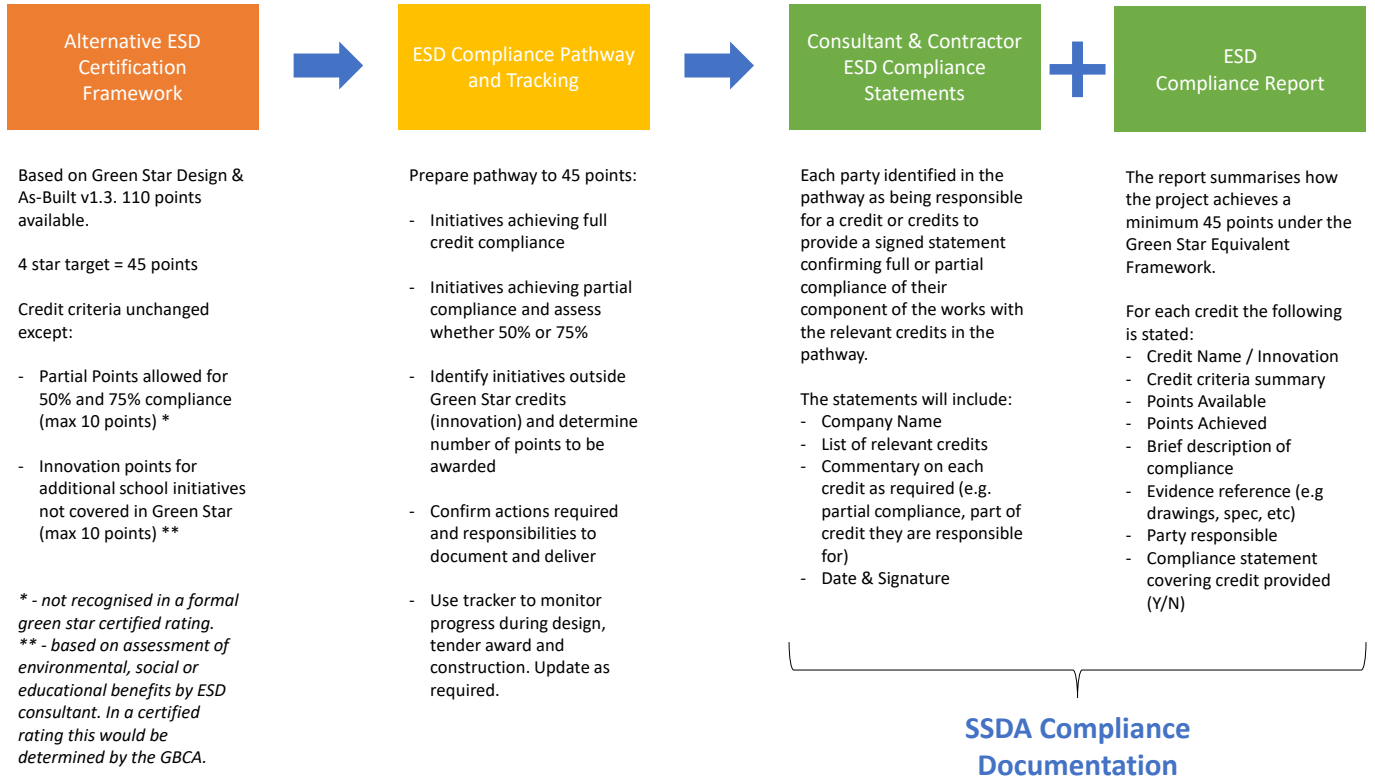 Alternative ESD
Certification
Framework
ESD Compliance Pathway
and Tracking
Consultant & Contractor
ESD Compliance
Statements
ESD
Compliance Report
Based on Green Star Design &
As-Built v1.3. 110 points
available.
4 star target = 45 points
Credit criteria unchanged
except:
- Partial Points allowed for
50% and 75% compliance
(max 10 points) *
- Innovation points for
additional school initiatives
not covered in Green Star
(max 10 points) **
* - not recognised in a formal
green star certified rating.
** - based on assessment of
environmental, social or
educational benefits by ESD
consultant. In a certified
rating this would be
determined by the GBCA.
Prepare pathway to 45 points:
- Initiatives achieving full
credit compliance
- Initiatives achieving partial
compliance and assess
whether 50% or 75%
- Identify initiatives outside
Green Star credits
(innovation) and determine
number of points to be
awarded
- Confirm actions required
and responsibilities to
document and deliver
- Use tracker to monitor
progress during design,
tender award and
construction. Update as
required.
Each party identified in the
pathway as being responsible
for a credit or credits to
provide a signed statement
confirming full or partial
compliance of their
component of the works with
the relevant credits in the
pathway.
The statements will include:
- Company Name
- List of relevant credits
- Commentary on each
credit as required (e.g.
partial compliance, part of
credit they are responsible
for)
- Date & Signature
The report summarises how
the project achieves a
minimum 45 points under the
Green Star Equivalent
Framework.
For each credit the following
is stated:
- Credit Name / Innovation
- Credit criteria summary
- Points Available
- Points Achieved
- Brief description of
compliance
- Evidence reference (e.g
drawings, spec, etc)
- Party responsible
- Compliance statement
covering credit provided
(Y/N)
SSDA Compliance
Documentation